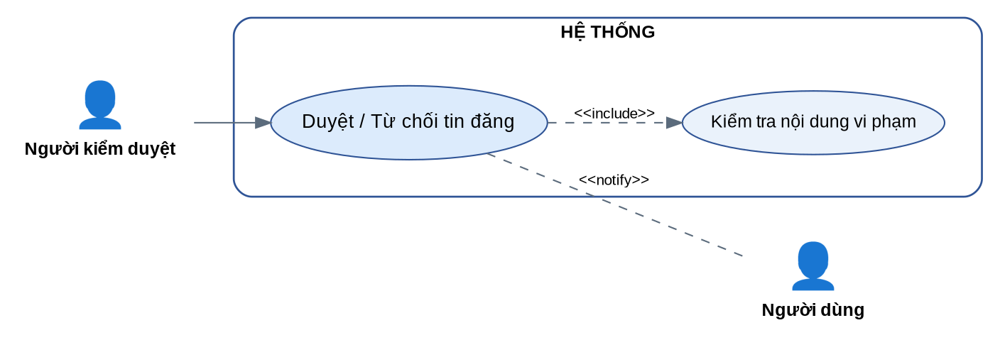 HỆ THỐNG
Người kiểm duyệt
Duyệt / Từ chối tin đăng
<<include>>
Kiểm tra nội dung vi phạm
<<notify>>
Người dùng